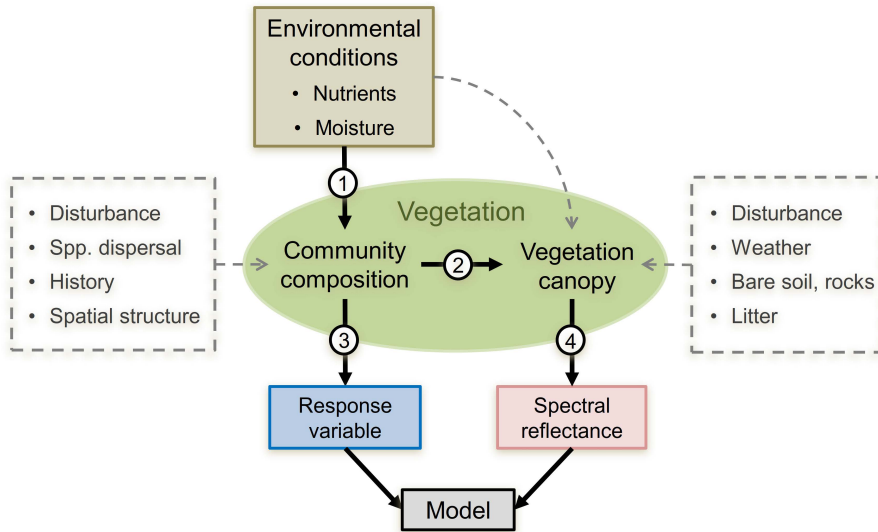 Environmental
conditions
• Nutrients
• Moisture
1
Vegetation
• Disturbance
• Spp. dispersal
• History
• Spatial structure
Community
composition
2
Vegetation
canopy
• Disturbance
• Weather
• Bare soil, rocks
• Litter
3
4
Response
variable
Spectral
reflectance
Model